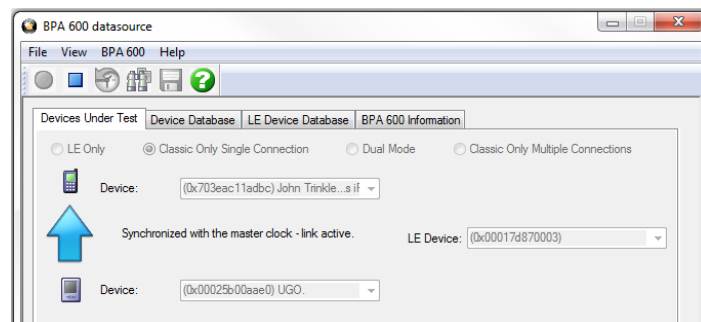 BPA 600 datasource
File View BPA 600 Help
Devices Under Test Device Database LE Device Database BPA 600 Information
LE Only Classic Only Single Connection Dual Mode Classic Only Multiple Connections
Device: (0x703eac11adbc) John Trinkle...s iF
Synchronized with the master clock - link active. LE Device: (0x00017d870003)
Device: (0x00025b00aae0) UGO.